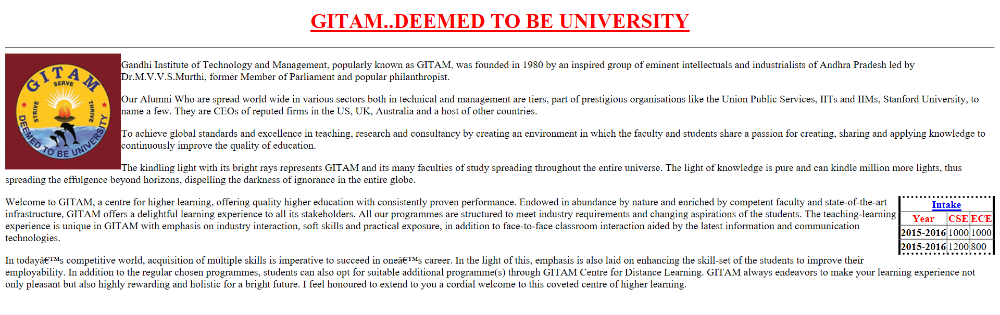 GITAM..DEEMED TO BE UNIVERSITY
GITAM
SERVE
STRIVE
THRIVE
DEEMED TO BE UNIVERSITY
Gandhi Institute of Technology and Management, popularly known as GITAM, was founded in 1980 by an inspired group of eminent intellectuals and industrialists of Andhra Pradesh led by
Dr.M.V.V.S.Murthi, former Member of Parliament and popular philanthropist.
Our Alumni Who are spread world wide in various sectors both in technical and management are tiers, part of prestigious organisations like the Union Public Services, IITs and IIMs, Stanford University, to
name a few. They are CEOs of reputed firms in the US, UK, Australia and a host of other countries.
To achieve global standards and excellence in teaching, research and consultancy by creating an environment in which the faculty and students share a passion for creating, sharing and applying knowledge to
continuously improve the quality of education.
The kindling light with its bright rays represents GITAM and its many faculties of study spreading throughout the entire universe. The light of knowledge is pure and can kindle million more lights, thus
spreading the effulgence beyond horizons, dispelling the darkness of ignorance in the entire globe.
Welcome to GITAM, a centre for higher learning, offering quality higher education with consistently proven performance. Endowed in abundance by nature and enriched by competent faculty and state-of-the-art
infrastructure, GITAM offers a delightful learning experience to all its stakeholders. All our programmes are structured to meet industry requirements and changing aspirations of the students. The teaching-learning
experience is unique in GITAM with emphasis on industry interaction, soft skills and practical exposure, in addition to face-to-face classroom interaction aided by the latest information and communication
technologies.
Intake
Year CSE ECE
2015-2016 1000 1000
2015-2016 1200 800
In todayâ€™s competitive world, acquisition of multiple skills is imperative to succeed in oneâ€™s career. In the light of this, emphasis is also laid on enhancing the skill-set of the students to improve their
employability. In addition to the regular chosen programmes, students can also opt for suitable additional programme(s) through GITAM Centre for Distance Learning. GITAM always endeavors to make your learning experience not
only pleasant but also highly rewarding and holistic for a bright future. I feel honoured to extend to you a cordial welcome to this coveted centre of higher learning.